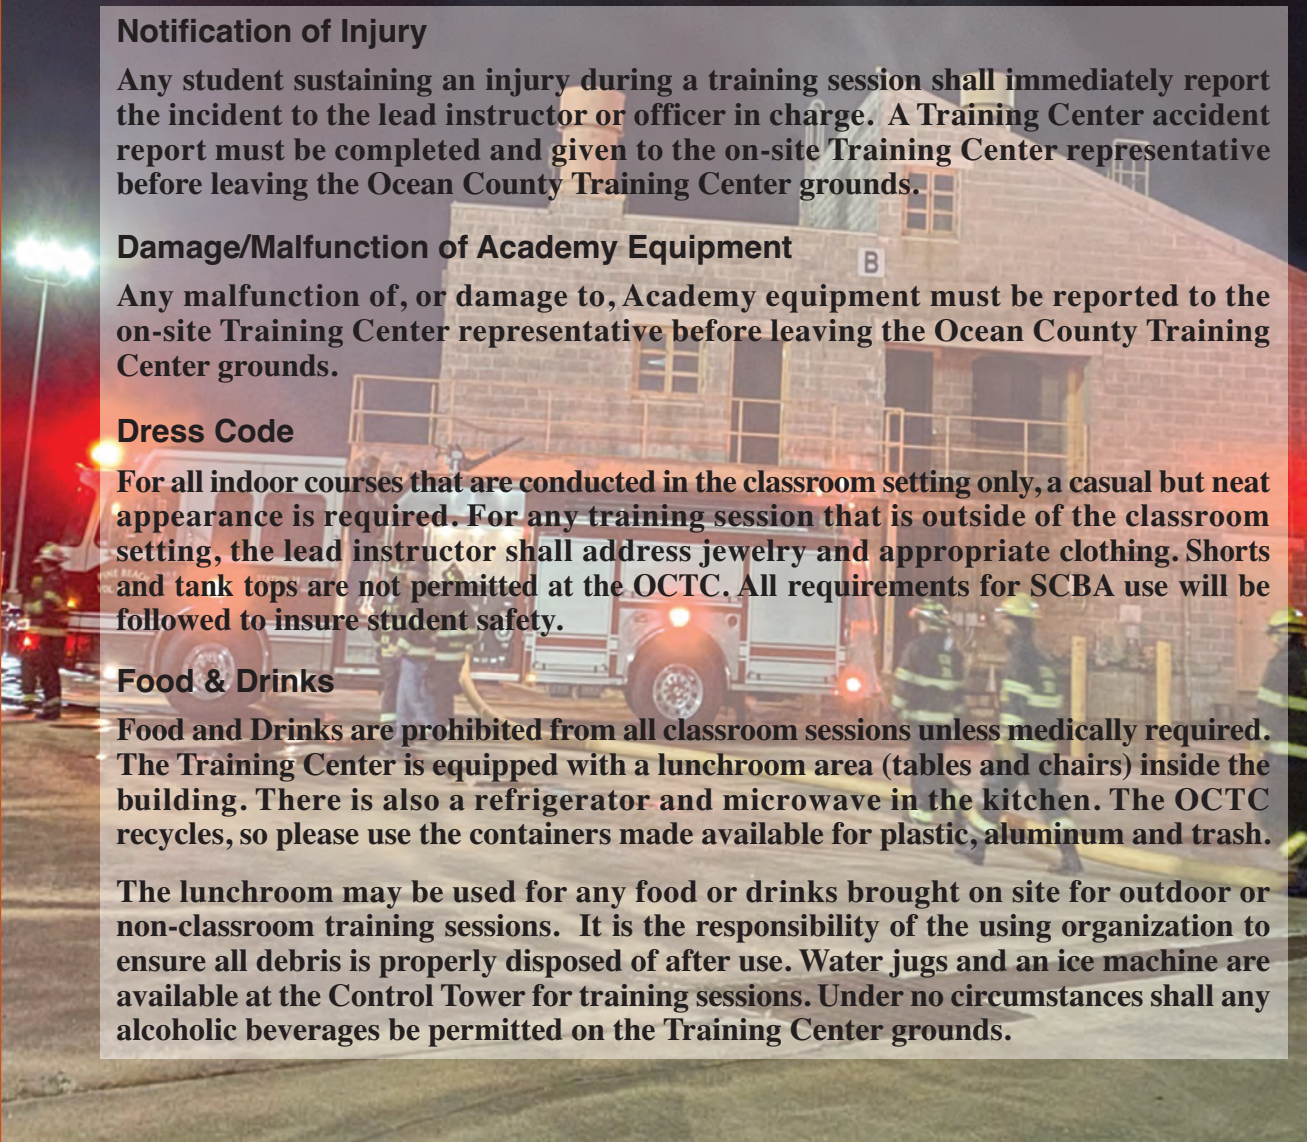 Notification of Injury
Any student sustaining an injury during a training session shall immediately report
the incident to the lead instructor or officer in charge.  A Training Center accident
report must be completed and given to the on-site Training Center representative
before leaving the Ocean County Training Center grounds.
Damage/Malfunction of Academy Equipment
B
Any malfunction of, or damage to, Academy equipment must be reported to the
on-site Training Center representative before leaving the Ocean County Training
Center grounds.
Dress Code
For all indoor courses that are conducted in the classroom setting only, a casual but neat
appearance is required. For any training session that is outside of the classroom
setting, the lead instructor shall address jewelry and appropriate clothing. Shorts
and tank tops are not permitted at the OCTC. All requirements for SCBA use will be
followed to insure student safety.
Food & Drinks
Food and Drinks are prohibited from all classroom sessions unless medically required.
The Training Center is equipped with a lunchroom area (tables and chairs) inside the
building. There is also a refrigerator and microwave in the kitchen. The OCTC
recycles, so please use the containers made available for plastic, aluminum and trash.
The lunchroom may be used for any food or drinks brought on site for outdoor or
non-classroom training sessions.  It is the responsibility of the using organization to
ensure all debris is properly disposed of after use. Water jugs and an ice machine are
available at the Control Tower for training sessions. Under no circumstances shall any
alcoholic beverages be permitted on the Training Center grounds.